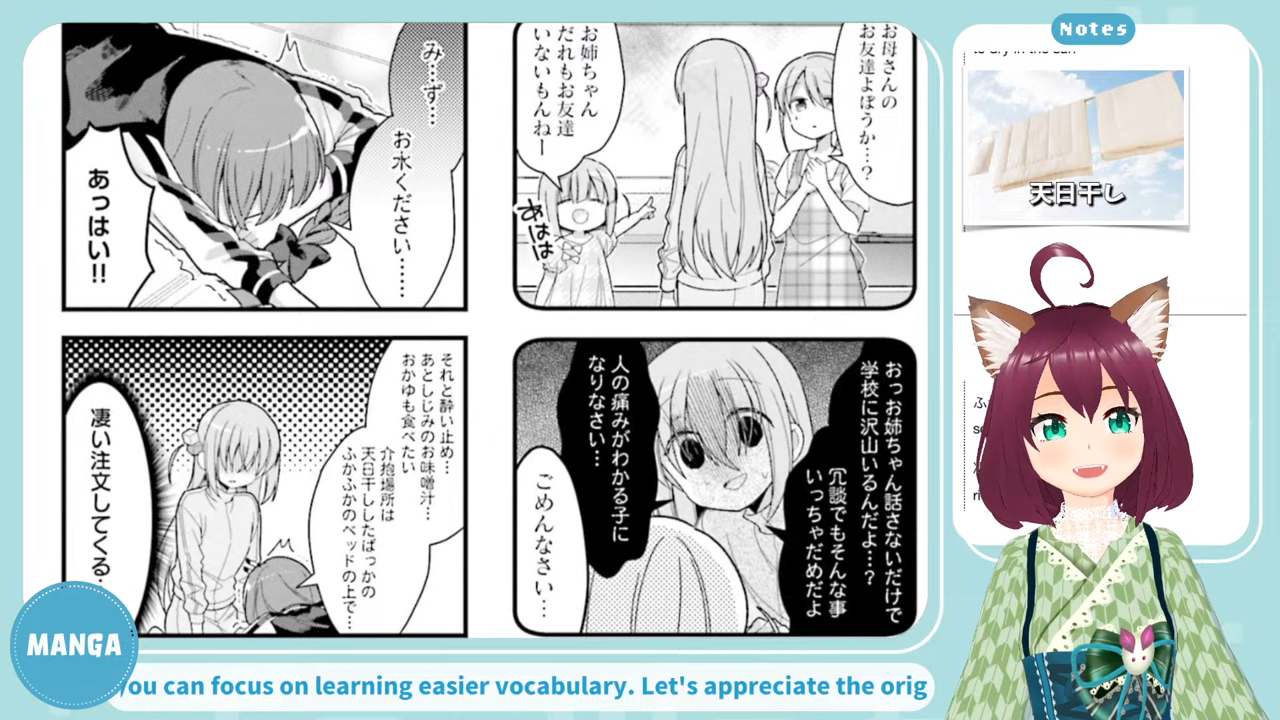 お母さんの
お友達よぼうか…?
お姉ちゃん
だれもお友達
いないもんねー
あはは
おっお姉ちゃん話さないだけで
学校に沢山いるんだよ…?
冗談でもそんな事
いっちゃだめだよ
人の痛みがわかる子に
なりなさい…
ごめんなさい…
み…ず…
お水ください……
あっはい!!
それと酔い止め…
あとしじみのお味噌汁…
おかゆも食べたい
介抱場所は
天日干ししたばっかの
ふかふかのベッドの上で…
凄い注文してくる…
Notes
天日干し
MANGA
you can focus on learning easier vocabulary. Let's appreciate the orig